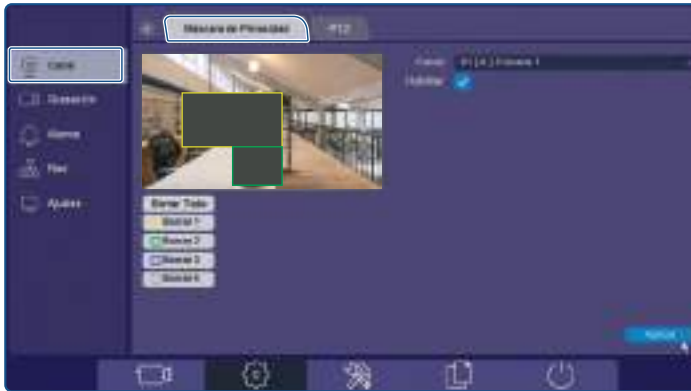 Máscara de Privacidad
PTZ
Canal
Grabación
Alarma
Red
Ajustes
Canal
Habilitar
Borrar Todo
Borrar 1
Borrar 2
Borrar 3
Borrar 4
Aplicar